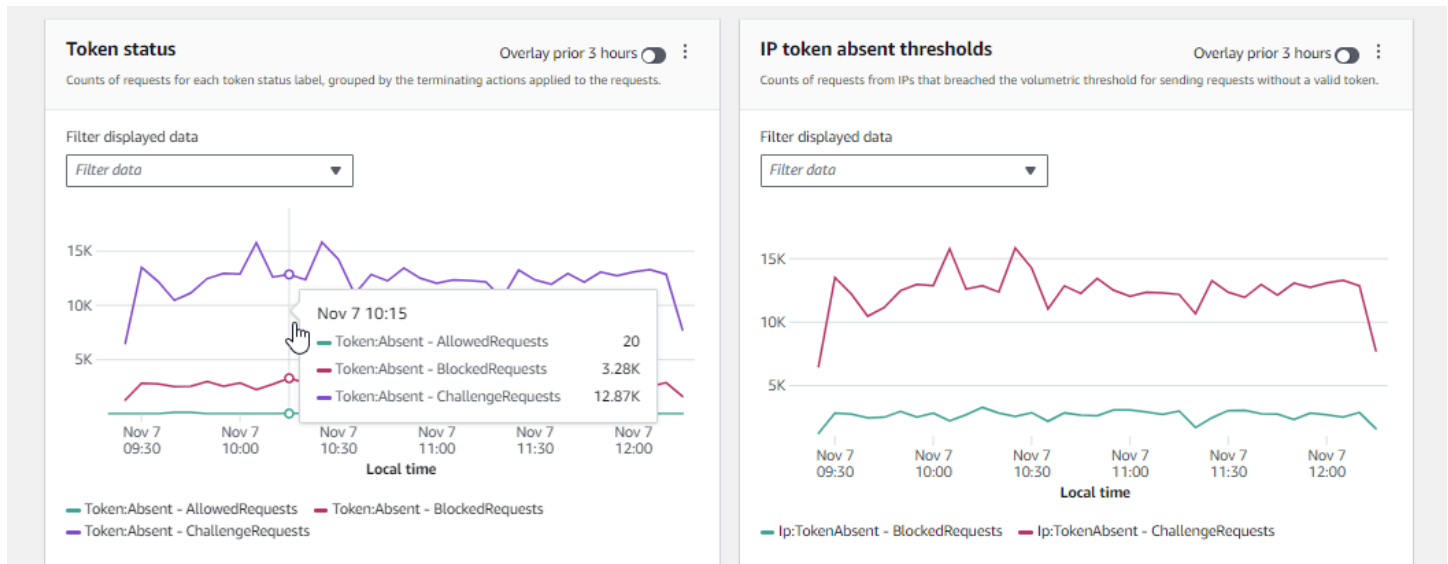 Token status
Overlay prior 3 hours
Counts of requests for each token status label, grouped by the terminating actions applied to the requests.
Filter displayed data
Filter data
15K
10K
5K
Nov 7 10:15
Token:Absent - AllowedRequests 20
Token:Absent - BlockedRequests 3.28K
Token:Absent - ChallengeRequests 12.87K
Nov 7 Nov 7 Nov 7 Nov 7 Nov 7 Nov 7
09:30 10:00 10:30 11:00 11:30 12:00
Local time
Token:Absent - AllowedRequests Token:Absent - BlockedRequests
Token:Absent - ChallengeRequests
IP token absent thresholds
Overlay prior 3 hours
Counts of requests from IPs that breached the volumetric threshold for sending requests without a valid token.
Filter displayed data
Filter data
15K
10K
5K
Nov 7 Nov 7 Nov 7 Nov 7 Nov 7 Nov 7
09:30 10:00 10:30 11:00 11:30 12:00
Local time
Ip:TokenAbsent - BlockedRequests Ip:TokenAbsent - ChallengeRequests